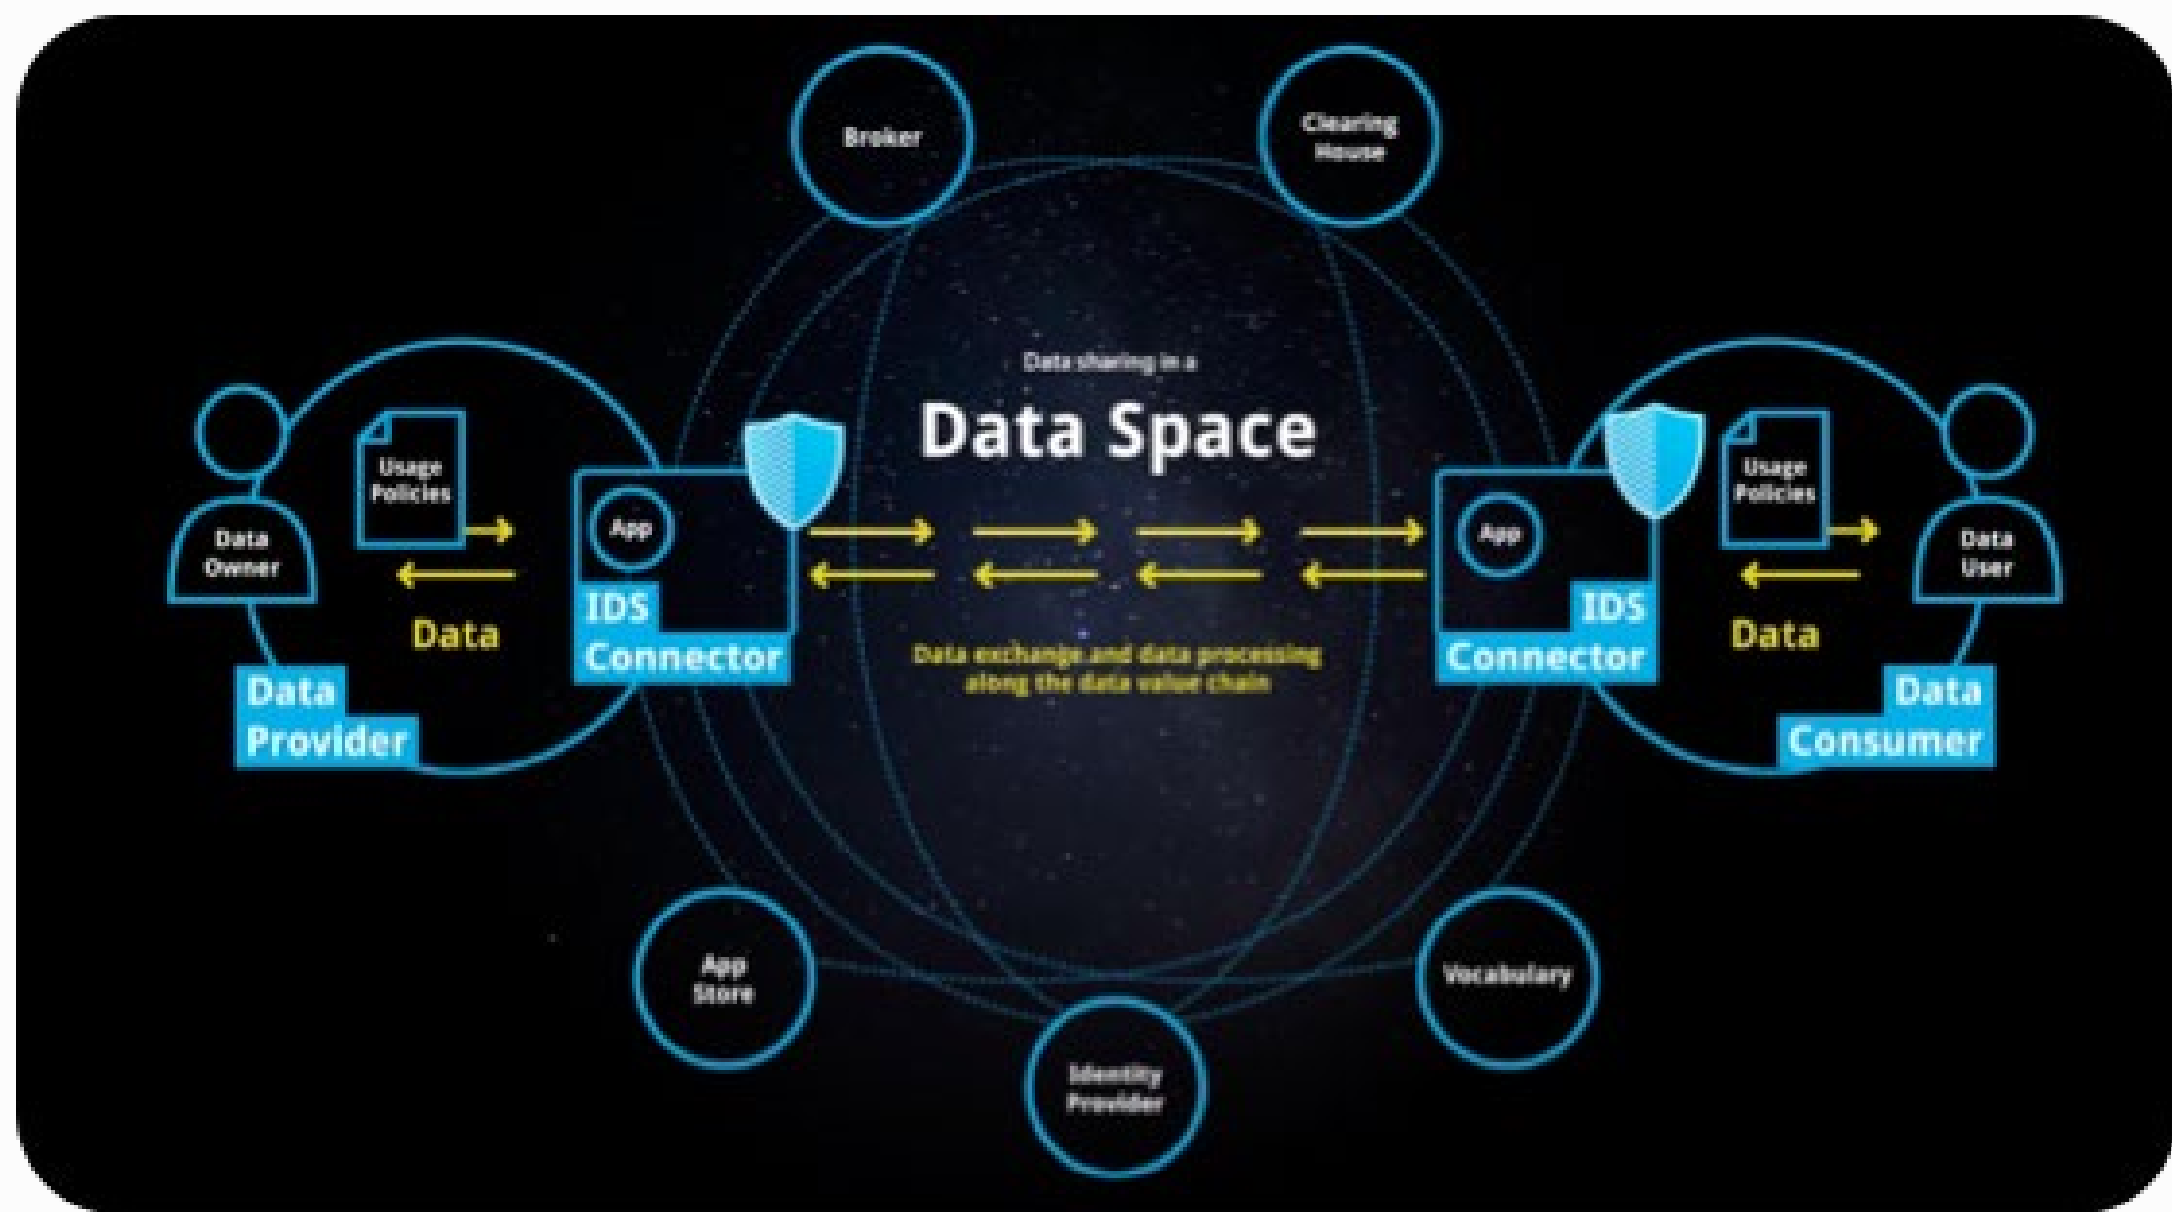 Broker
Clearing
House
Data sharing in a
Data Space
Usage
Policies
Data
Owner
Data
Data
Provider
App
IDS
Connector
Data exchange and data processing
along the data value chain
App
IDS
Connector
Usage
Policies
Data
User
Data
Data
Consumer
App
Store
Identity
Provider
Vocabulary